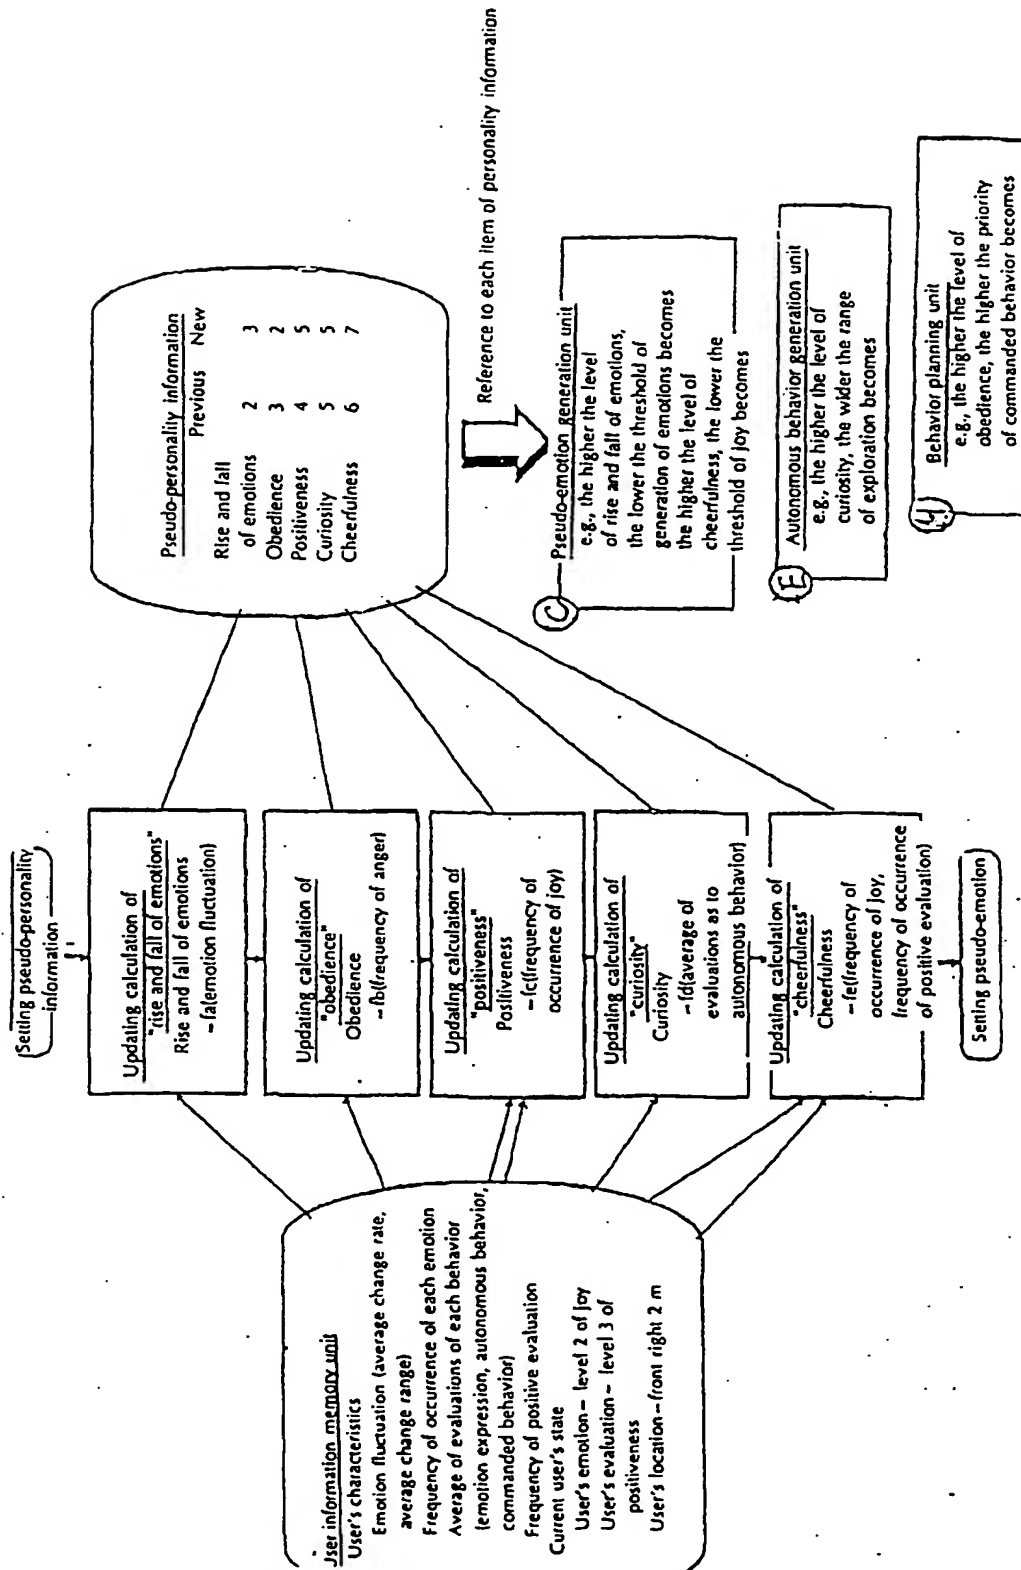 Setting pseudo-personality
information
User information memory unit
User's characteristics
Emotion fluctuation (average change rate,
average change range)
Frequency of occurrence of each emotion
Average of evaluations of each behavior
(emotion expression, autonomous behavior,
commanded behavior)
Frequency of positive evaluation
Current user's state
User's emotion – level 2 of joy
User's evaluation – level 3 of
positiveness
User's location – front right 2 m
Updating calculation of
"rise and fall of emotions"
Rise and fall of emotions
– fa(emotion fluctuation)
Updating calculation of
"obedience"
Obedience
– fb(frequency of anger)
Updating calculation of
"positiveness"
Positiveness
– fc(frequency of
occurrence of joy)
Updating calculation of
"curiosity"
Curiosity
– fd(average of
evaluations as to
autonomous behavior)
Updating calculation of
"cheerfulness"
Cheerfulness
– fe(frequency of
occurrence of joy,
frequency of occurrence
of positive evaluation)
Setting pseudo-emotion
Pseudo-personality information
Previous New
Rise and fall
of emotions 2 3
Obedience 3 2
Positiveness 4 5
Curiosity 5 5
Cheerfulness 6 7
Reference to each item of personality information
C
Pseudo-emotion generation unit
e.g., the higher the level
of rise and fall of emotions,
the lower the threshold of
generation of emotions becomes
the higher the level of
cheerfulness, the lower the
threshold of joy becomes
E
Autonomous behavior generation unit
e.g., the higher the level of
curiosity, the wider the range
of exploration becomes
Behavior planning unit
e.g., the higher the level of
obedience, the higher the priority
of commanded behavior becomes